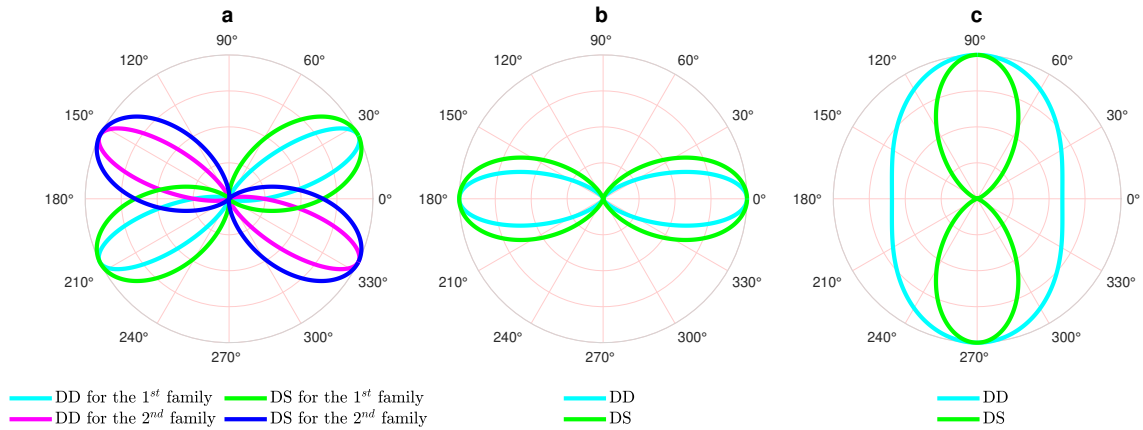 a
90°
120° 60°
150° 30°
180° 0°
210° 330°
240° 300°
270°
DD for the 1st family DS for the 1st family
DD for the 2nd family DS for the 2nd family
b
90°
120° 60°
150° 30°
180° 0°
210° 330°
240° 300°
270°
DD
DS
c
90°
120° 60°
150° 30°
180° 0°
210° 330°
240° 300°
270°
DD
DS